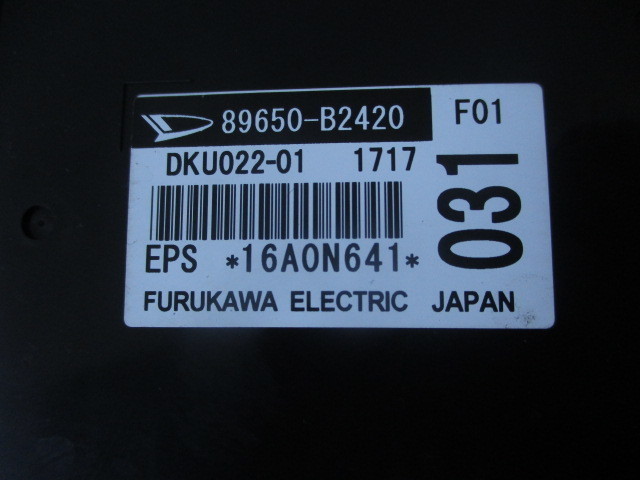 89650-B2420 F01
DKU022-01 1717
031
EPS *16A0N641*
FURUKAWA ELECTRIC JAPAN